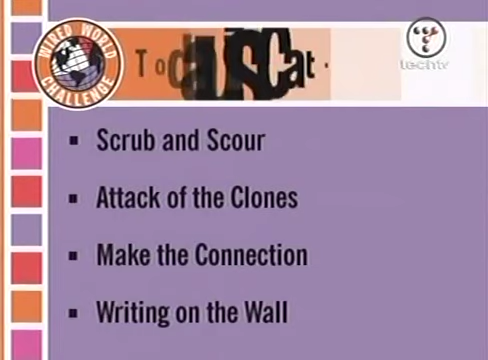 WIRED WORLD
CHALLENGE
techtv
Scrub and Scour
Attack of the Clones
Make the Connection
Writing on the Wall